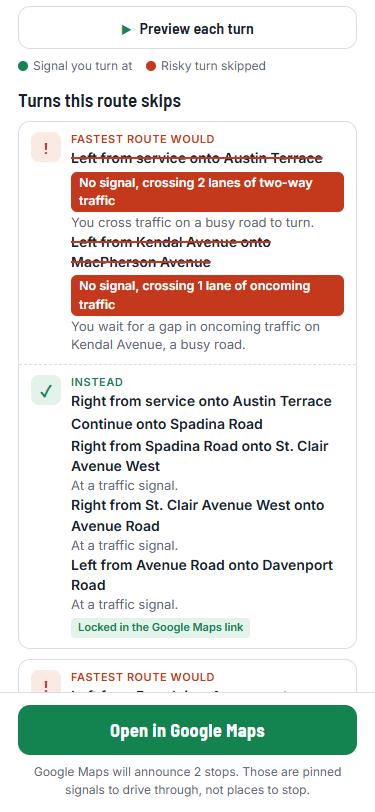 ▶ Preview each turn
Signal you turn at Risky turn skipped
Turns this route skips
! FASTEST ROUTE WOULD
Left from service onto Austin Terrace
No signal, crossing 2 lanes of two-way
traffic
You cross traffic on a busy road to turn.
Left from Kendal Avenue onto
MacPherson Avenue
No signal, crossing 1 lane of oncoming
traffic
You wait for a gap in oncoming traffic on
Kendal Avenue, a busy road.
✓ INSTEAD
Right from service onto Austin Terrace
Continue onto Spadina Road
Right from Spadina Road onto St. Clair
Avenue West
At a traffic signal.
Right from St. Clair Avenue West onto
Avenue Road
At a traffic signal.
Left from Avenue Road onto Davenport
Road
At a traffic signal.
Locked in the Google Maps link
! FASTEST ROUTE WOULD
Open in Google Maps
Google Maps will announce 2 stops. Those are pinned
signals to drive through, not places to stop.